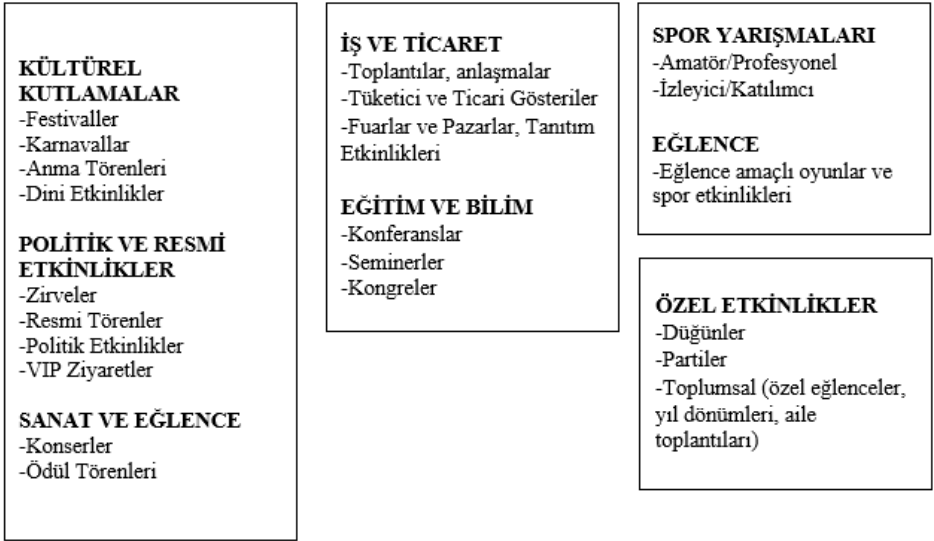 KÜLTÜREL
KUTLAMALAR
-Festivaller
-Karnavallar
-Anma Törenleri
-Dini Etkinlikler
POLİTİK VE RESMİ
ETKİNLİKLER
-Zirveler
-Resmi Törenler
-Politik Etkinlikler
-VIP Ziyaretler
SANAT VE EĞLENCE
-Konserler
-Ödül Törenleri
İŞ VE TİCARET
-Toplantılar, anlaşmalar
-Tüketici ve Ticari Gösteriler
-Fuarlar ve Pazarlar, Tanıtım
Etkinlikleri
EĞİTİM VE BİLİM
-Konferanslar
-Seminerler
-Kongreler
SPOR YARIŞMALARI
-Amatör/Profesyonel
-İzleyici/Katılımcı
EĞLENCE
-Eğlence amaçlı oyunlar ve
spor etkinlikleri
ÖZEL ETKİNLİKLER
-Düğünler
-Partiler
-Toplumsal (özel eğlenceler,
yıl dönümleri, aile
toplantıları)